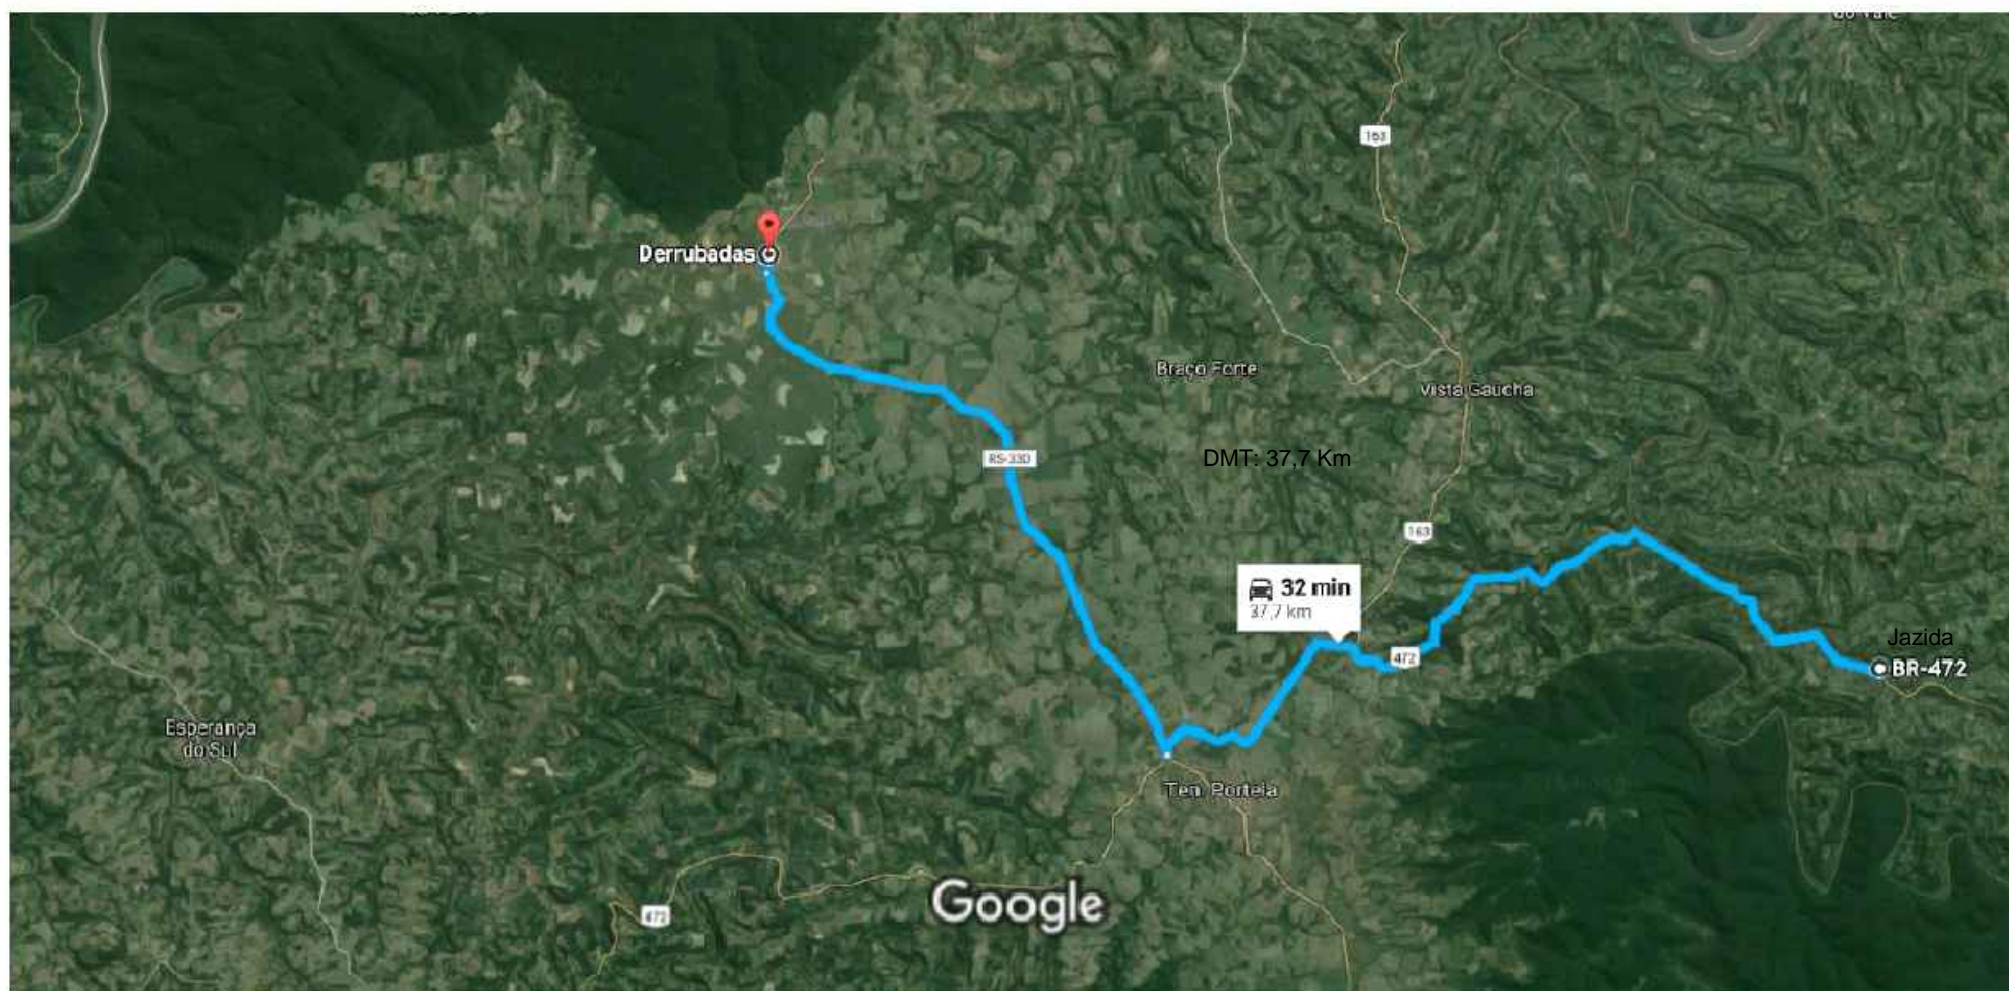 163
Derrubadas
Braço Forte
Vista Gaúcha
RS-330
DMT: 37,7 Km
163
32 min
37,7 km
Jazida
472
BR-472
Esperança
do Sul
Ten. Portela
Google
472